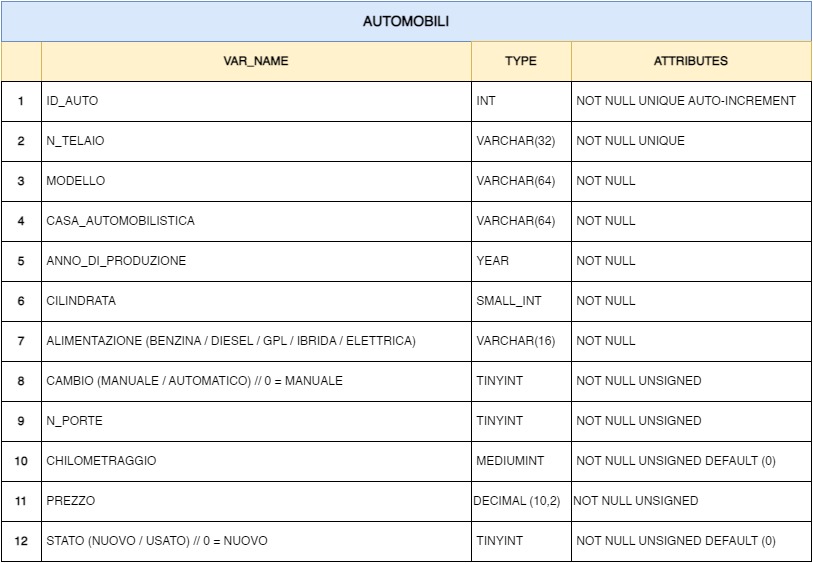 AUTOMOBILI
VAR_NAME TYPE ATTRIBUTES
1 ID_AUTO INT NOT NULL UNIQUE AUTO-INCREMENT
2 N_TELAIO VARCHAR(32) NOT NULL UNIQUE
3 MODELLO VARCHAR(64) NOT NULL
4 CASA_AUTOMOBILISTICA VARCHAR(64) NOT NULL
5 ANNO_DI_PRODUZIONE YEAR NOT NULL
6 CILINDRATA SMALL_INT NOT NULL
7 ALIMENTAZIONE (BENZINA / DIESEL / GPL / IBRIDA / ELETTRICA) VARCHAR(16) NOT NULL
8 CAMBIO (MANUALE / AUTOMATICO) // 0 = MANUALE TINYINT NOT NULL UNSIGNED
9 N_PORTE TINYINT NOT NULL UNSIGNED
10 CHILOMETRAGGIO MEDIUMINT NOT NULL UNSIGNED DEFAULT (0)
11 PREZZO DECIMAL (10,2) NOT NULL UNSIGNED
12 STATO (NUOVO / USATO) // 0 = NUOVO TINYINT NOT NULL UNSIGNED DEFAULT (0)